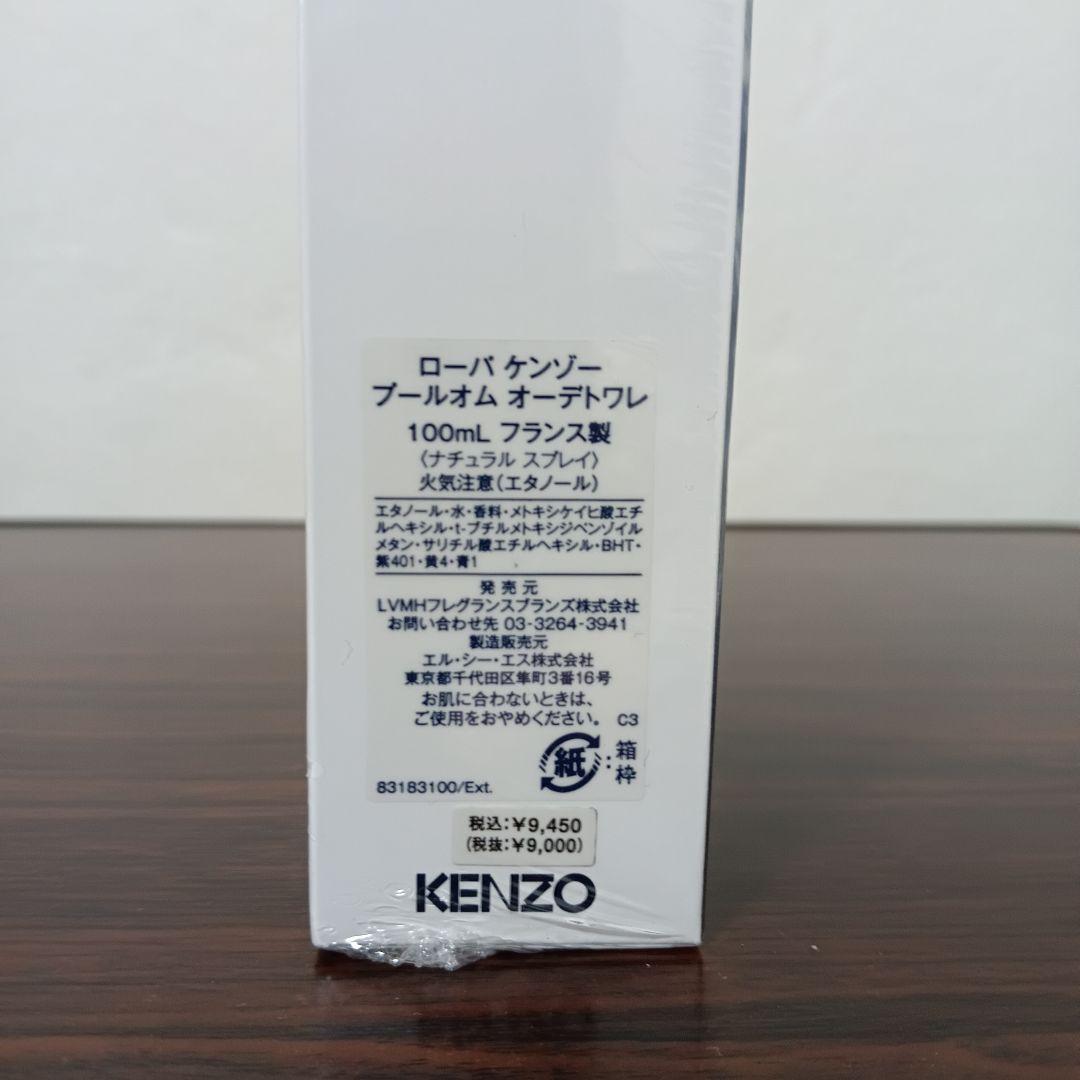 ローパ ケンゾー
プールオム オーデトワレ
100mL フランス製
〈ナチュラル スプレイ〉
火気注意(エタノール)
エタノール・水・香料・メトキシケイヒ酸エチ
ルヘキシル・t-ブチルメトキシジベンゾイル
メタン・サリチル酸エチルヘキシル・BHT・
紫401・黄4・青1
発売元
LVMHフレグランスブランズ株式会社
お問い合わせ先 03-3264-3941
製造販売元
エル・シー・エス株式会社
東京都千代田区隼町3番16号
お肌に合わないときは、
ご使用をおやめください。 C3
紙:箱
枠
83183100/Ext.
税込:¥9,450
(税抜:¥9,000)
KENZO